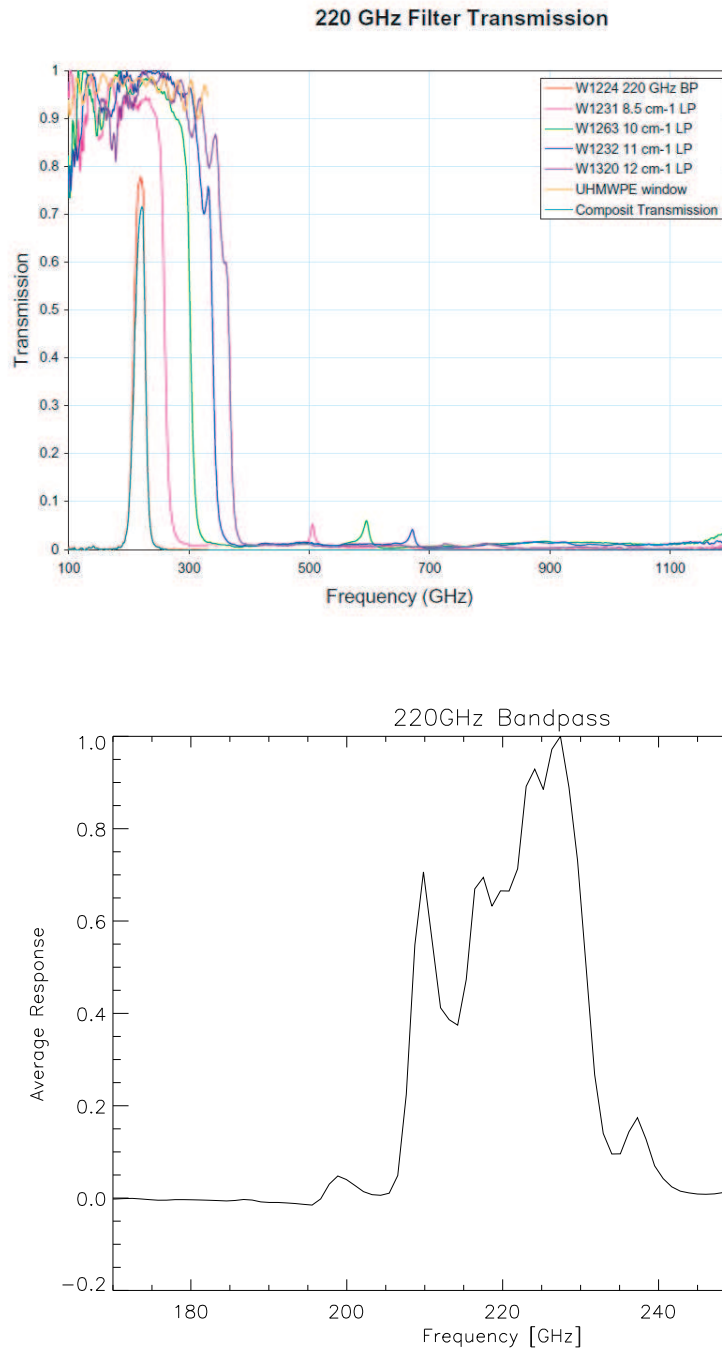 220 GHz Filter Transmission
1
0.9
0.8
0.7
0.6
0.5
0.4
0.3
0.2
0.1
0
Transmission
W1224 220 GHz BP
W1231 8.5 cm-1 LP
W1263 10 cm-1 LP
W1232 11 cm-1 LP
W1320 12 cm-1 LP
UHMWPE window
Composit Transmission
100 300 500 700 900 1100
Frequency (GHz)
220GHz Bandpass
1.0
0.8
0.6
0.4
0.2
0.0
−0.2
Average Response
180 200 220 240
Frequency [GHz]